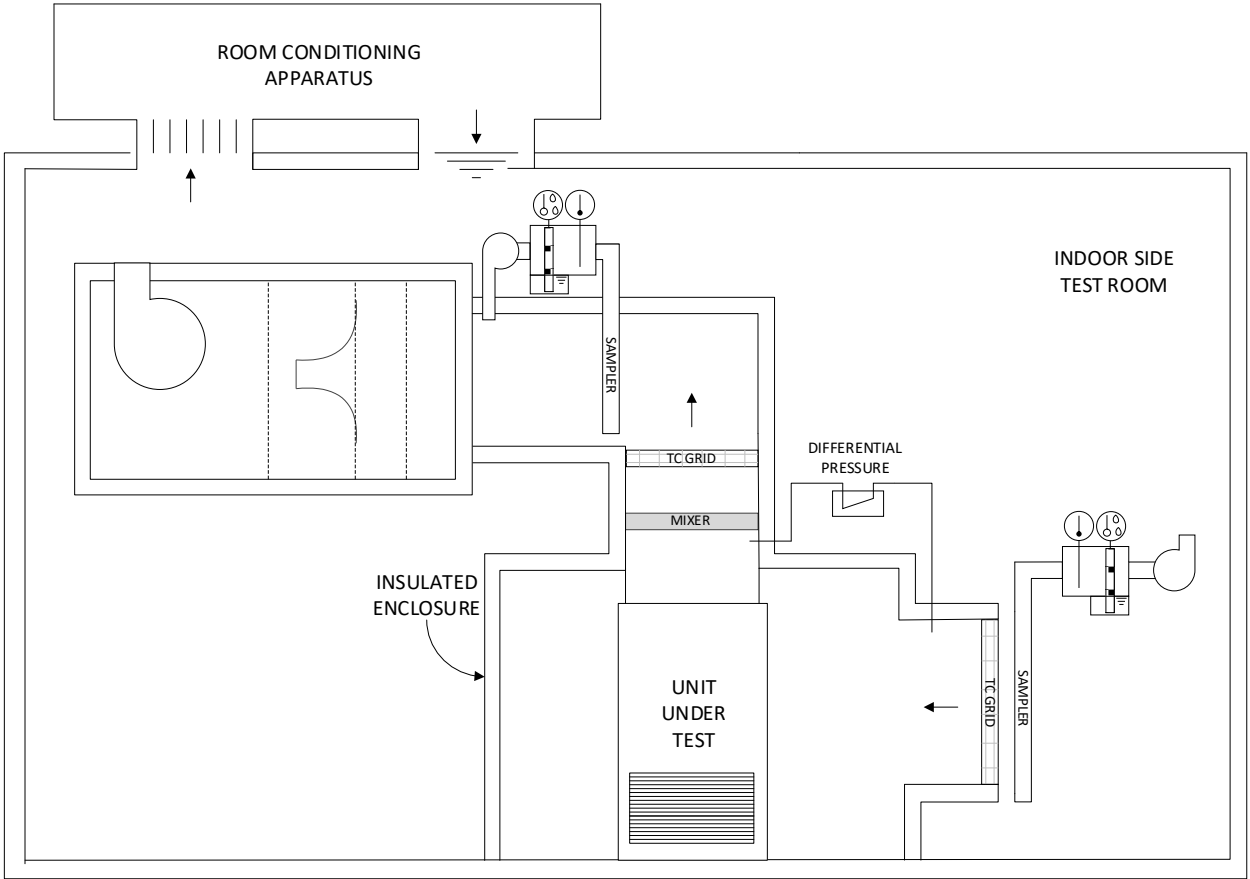 ROOM CONDITIONING
APPARATUS
INDOOR SIDE
TEST ROOM
SAMPLER
TC GRID
DIFFERENTIAL
PRESSURE
MIXER
INSULATED
ENCLOSURE
UNIT
UNDER
TEST
TC GRID
SAMPLER